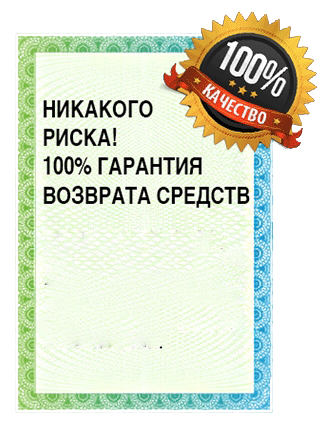 100%
КАЧЕСТВО
НИКАКОГО
РИСКА!
100% ГАРАНТИЯ
ВОЗВРАТА СРЕДСТВ